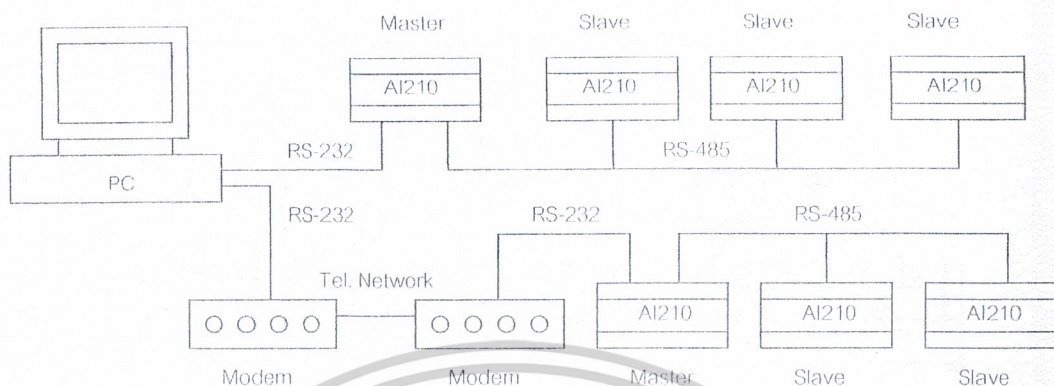 Master Slave Slave Slave
AI210 AI210 AI210 AI210
RS-232 RS-485
PC
RS-232 RS-232 RS-485
Tel. Network
AI210 AI210 AI210
Modem Modem Master Slave Slave